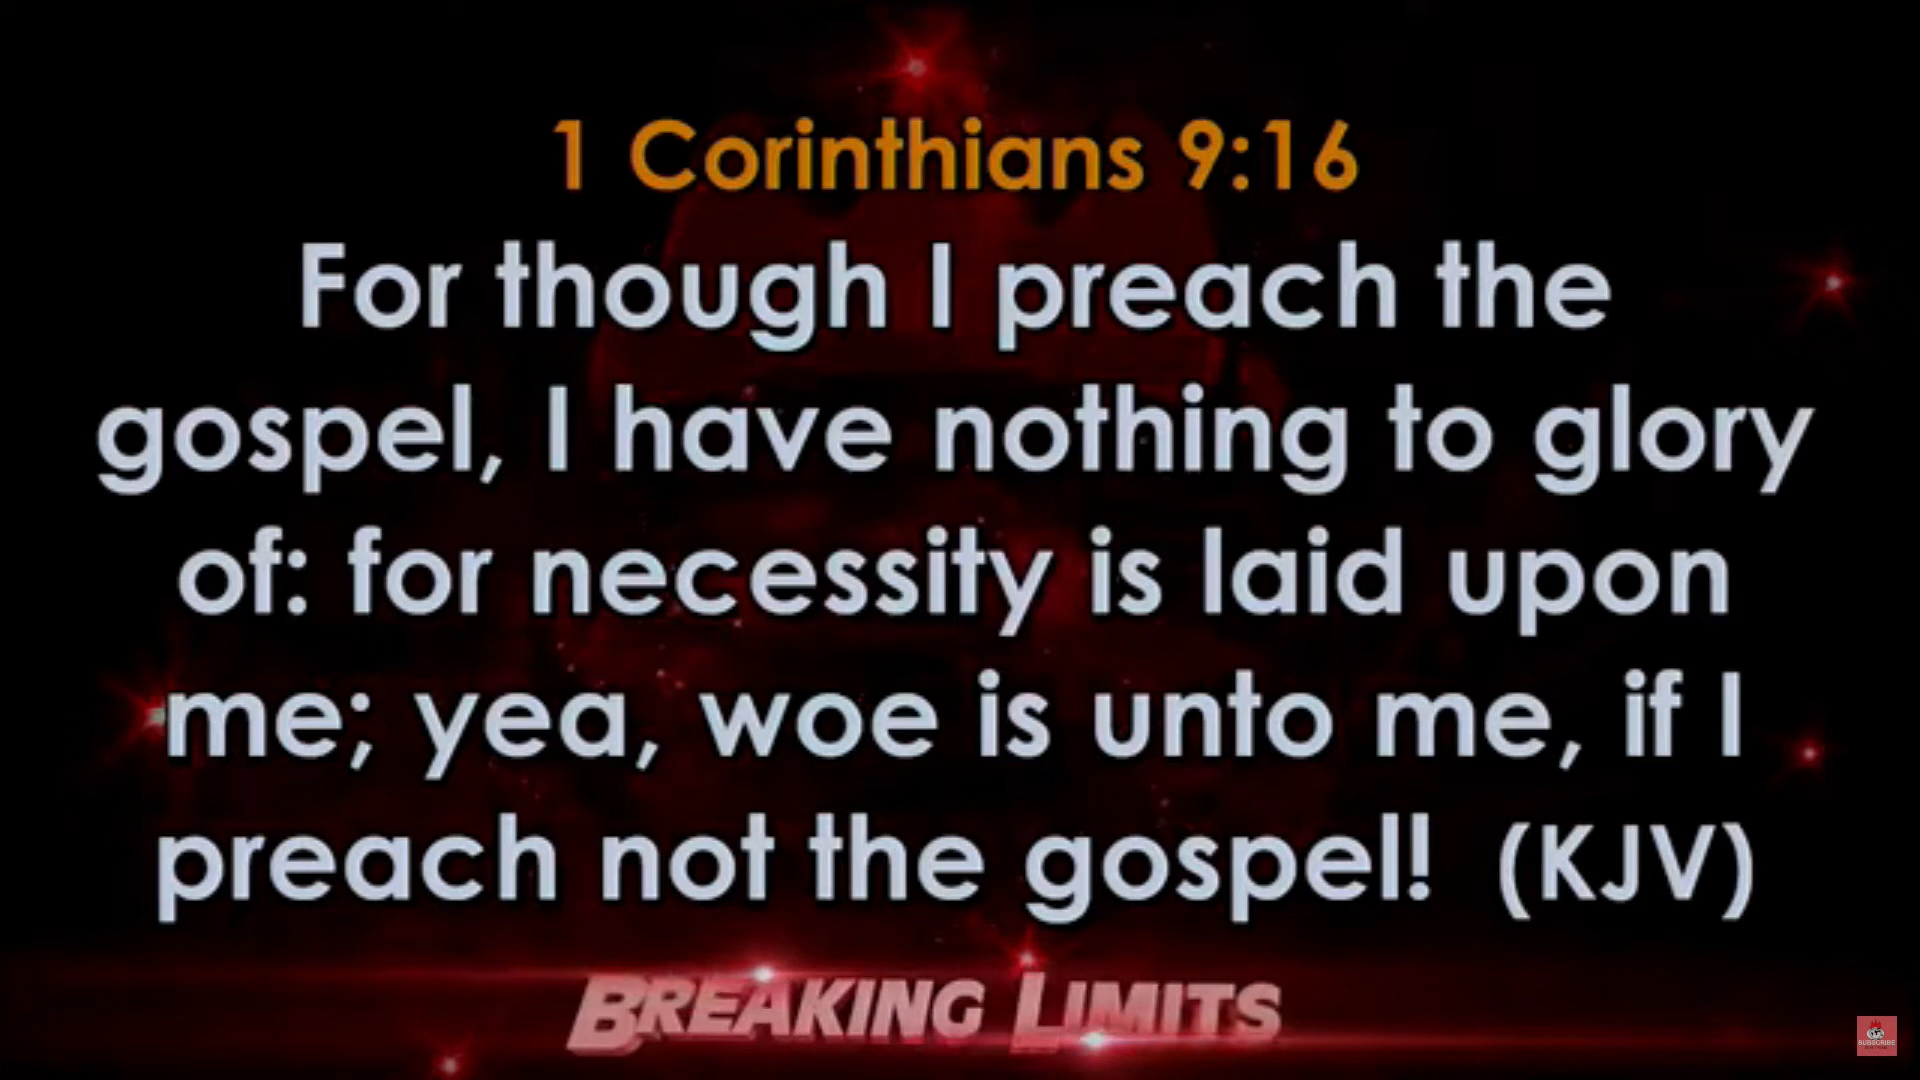 1 Corinthians 9:16
For though I preach the
gospel, I have nothing to glory
of: for necessity is laid upon
me; yea, woe is unto me, if I
preach not the gospel!  (KJV)
BREAKING LIMITS
SUBSCRIBE